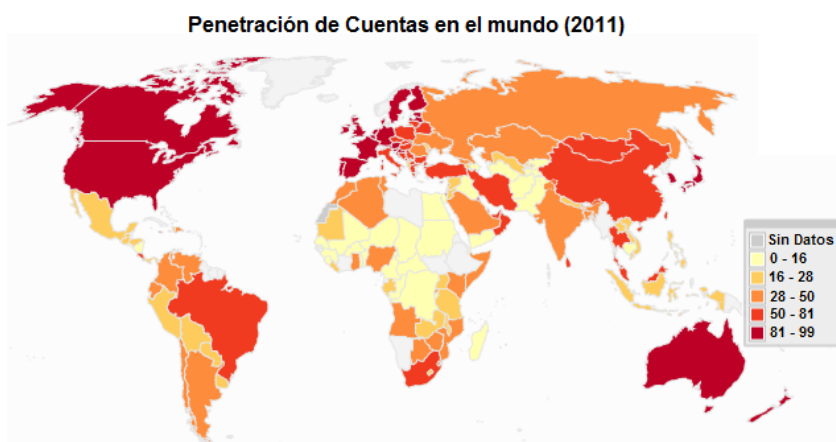 Penetración de Cuentas en el mundo (2011)
Sin Datos
0 - 16
16 - 28
28 - 50
50 - 81
81 - 99